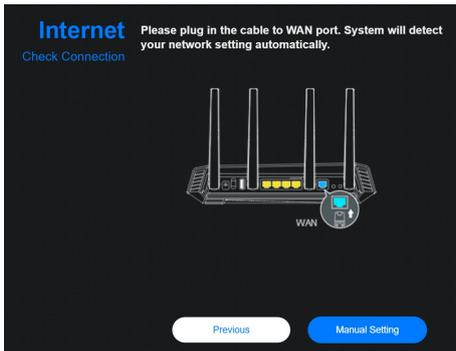 Internet
Check Connection
Please plug in the cable to WAN port. System will detect
your network setting automatically.
WAN
Previous
Manual Setting